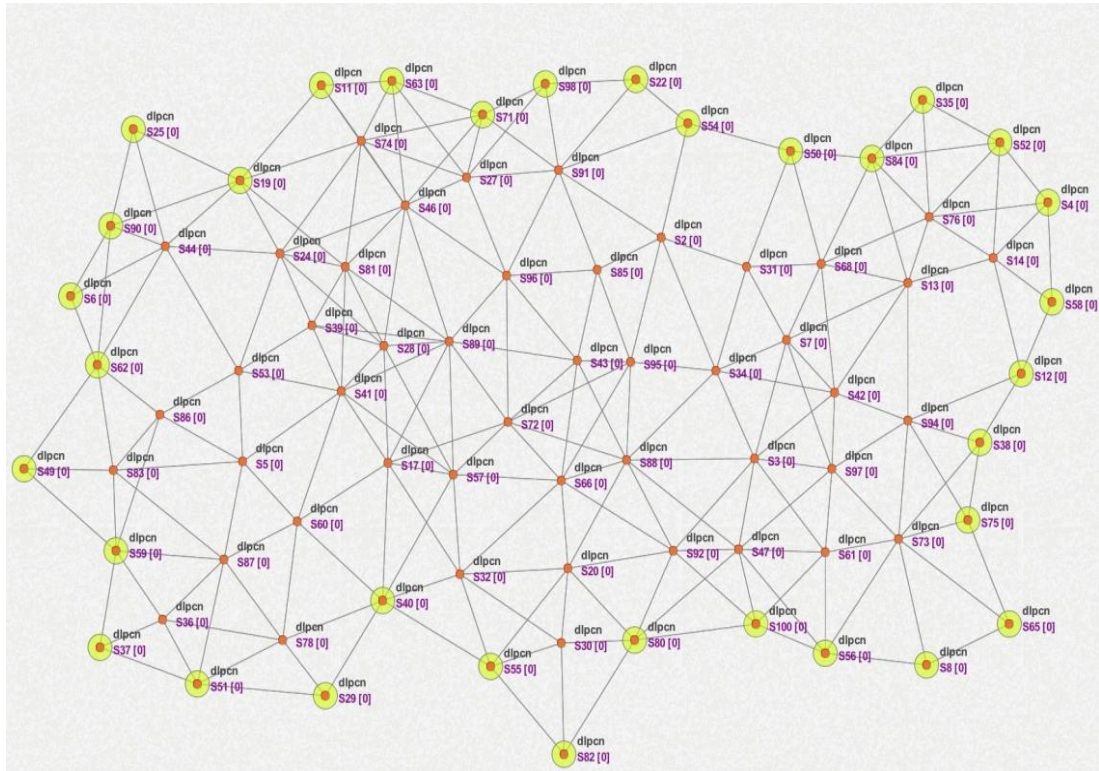 dlpcn
S22 [0]
dlpcn
S63 [0]
dlpcn
S11 [0]
dlpcn
S98 [0]
dlpcn
S35 [0]
dlpcn
S71 [0]
dlpcn
S54 [0]
dlpcn
S25 [0]
dlpcn
S74 [0]
dlpcn
S52 [0]
dlpcn
S50 [0]
dlpcn
S84 [0]
dlpcn
S91 [0]
dlpcn
S27 [0]
dlpcn
S19 [0]
dlpcn
S4 [0]
dlpcn
S46 [0]
dlpcn
S76 [0]
dlpcn
S90 [0]
dlpcn
S2 [0]
dlpcn
S44 [0]
dlpcn
S24 [0]
dlpcn
S14 [0]
dlpcn
S68 [0]
dlpcn
S81 [0]
dlpcn
S31 [0]
dlpcn
S85 [0]
dlpcn
S96 [0]
dlpcn
S13 [0]
dlpcn
S6 [0]
dlpcn
S58 [0]
dlpcn
S39 [0]
dlpcn
S7 [0]
dlpcn
S89 [0]
dlpcn
S28 [0]
dlpcn
S43 [0]
dlpcn
S95 [0]
dlpcn
S62 [0]
dlpcn
S53 [0]
dlpcn
S34 [0]
dlpcn
S12 [0]
dlpcn
S41 [0]
dlpcn
S42 [0]
dlpcn
S86 [0]
dlpcn
S94 [0]
dlpcn
S72 [0]
dlpcn
S38 [0]
dlpcn
S3 [0]
dlpcn
S88 [0]
dlpcn
S5 [0]
dlpcn
S17 [0]
dlpcn
S49 [0]
dlpcn
S97 [0]
dlpcn
S83 [0]
dlpcn
S57 [0]
dlpcn
S66 [0]
dlpcn
S75 [0]
dlpcn
S60 [0]
dlpcn
S73 [0]
dlpcn
S47 [0]
dlpcn
S59 [0]
dlpcn
S92 [0]
dlpcn
S61 [0]
dlpcn
S87 [0]
dlpcn
S20 [0]
dlpcn
S32 [0]
dlpcn
S40 [0]
dlpcn
S36 [0]
dlpcn
S100 [0]
dlpcn
S65 [0]
dlpcn
S78 [0]
dlpcn
S80 [0]
dlpcn
S30 [0]
dlpcn
S37 [0]
dlpcn
S56 [0]
dlpcn
S8 [0]
dlpcn
S55 [0]
dlpcn
S51 [0]
dlpcn
S29 [0]
dlpcn
S82 [0]